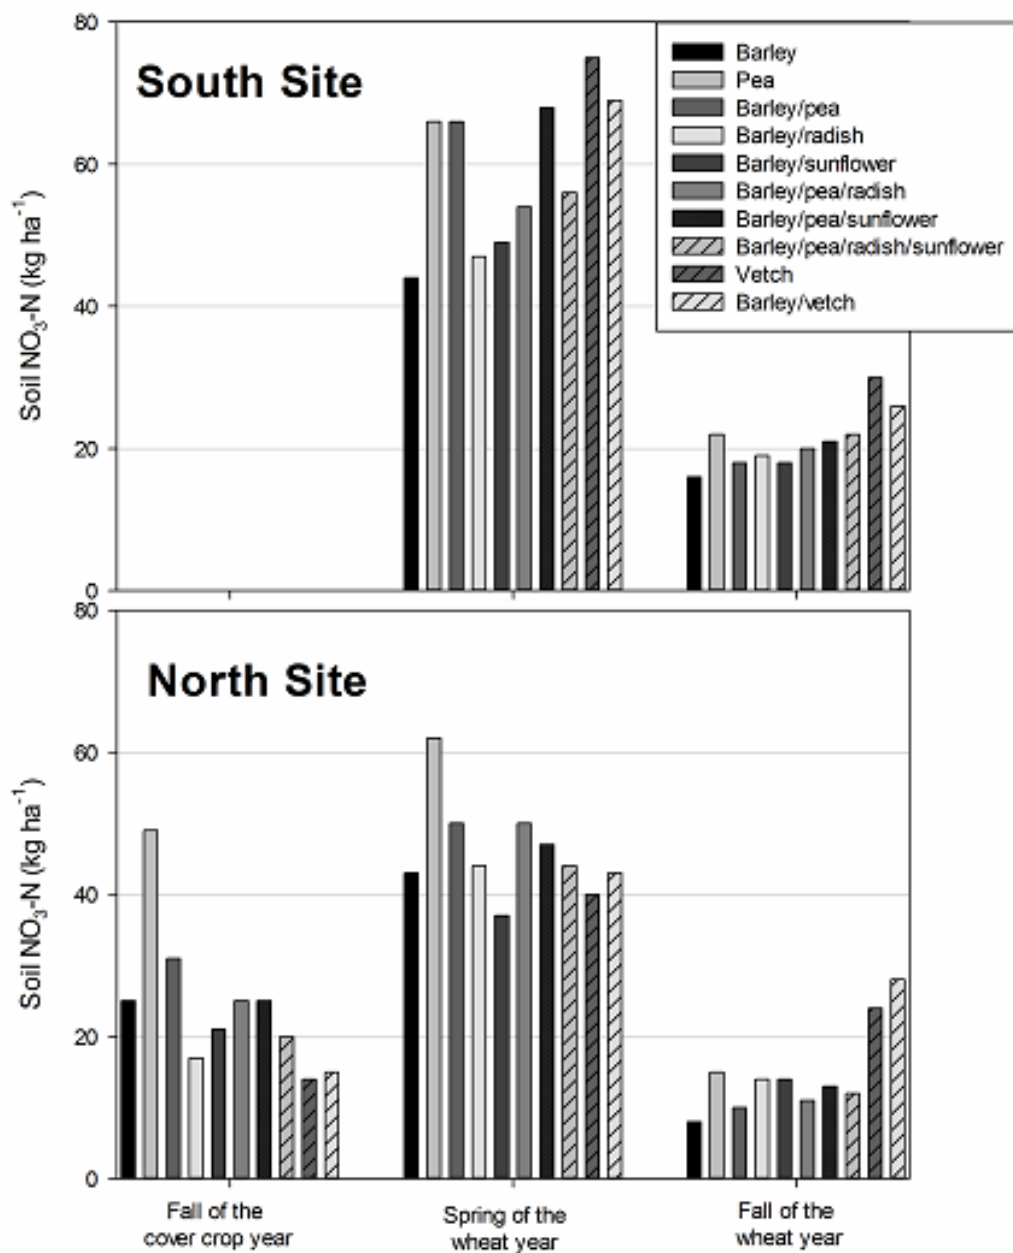 80
South Site
60
40
20
0
Soil NO₃-N (kg ha⁻¹)
Barley
Pea
Barley/pea
Barley/radish
Barley/sunflower
Barley/pea/radish
Barley/pea/sunflower
Barley/pea/radish/sunflower
Vetch
Barley/vetch
80
North Site
60
40
20
0
Soil NO₃-N (kg ha⁻¹)
Fall of the
cover crop year
Spring of the
wheat year
Fall of the
wheat year